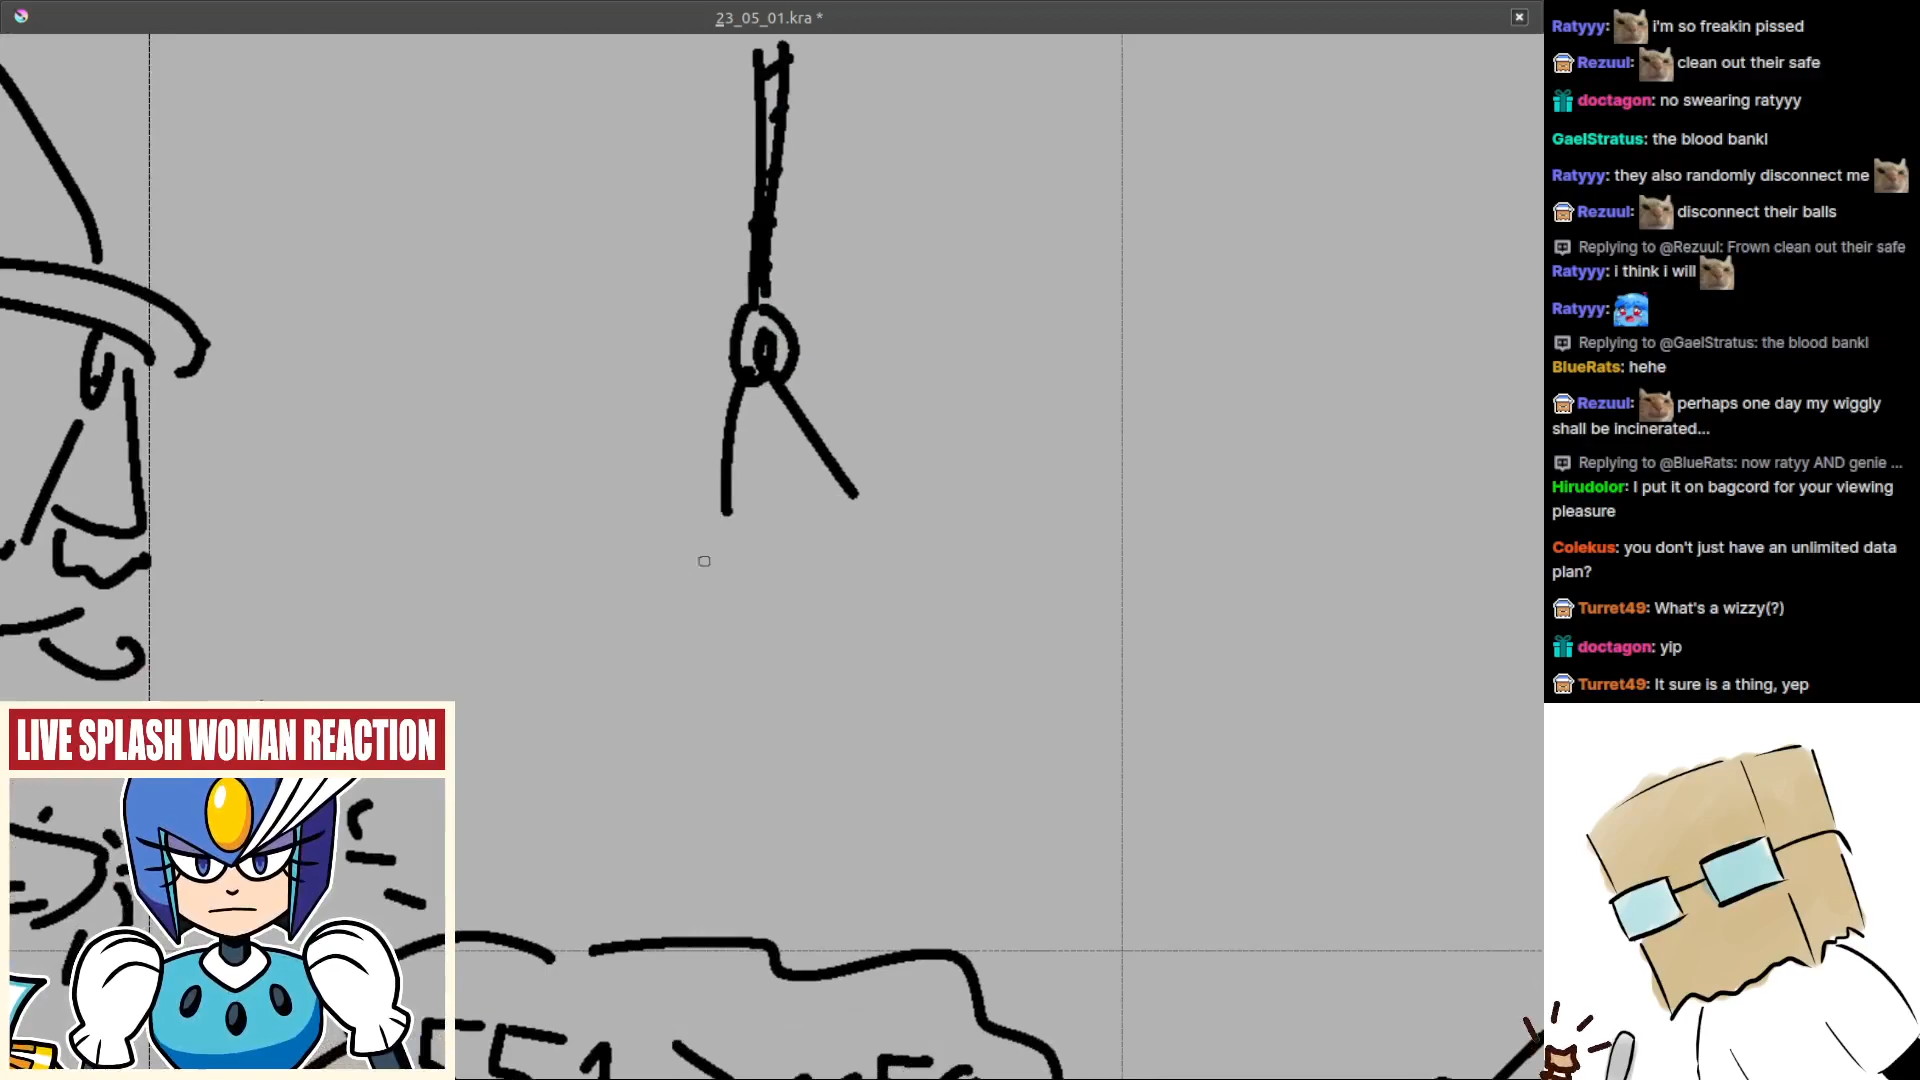 23_05_01.kra *
Ratyyy: i'm so freakin pissed
Rezuul: clean out their safe
doctagon: no swearing ratyyy
GaelStratus: the blood bankl
Ratyyy: they also randomly disconnect me
Rezuul: disconnect their balls
Replying to @Rezuul: Frown clean out their safe
Ratyyy: i think i will
Ratyyy:
Replying to @GaelStratus: the blood bankl
BlueRats: hehe
Rezuul: perhaps one day my wiggly
shall be incinerated...
Replying to @BlueRats: now ratyy AND genie ...
Hirudolor: I put it on bagcord for your viewing
pleasure
Colekus: you don't just have an unlimited data
plan?
Turret49: What's a wizzy(?)
doctagon: yip
Turret49: It sure is a thing, yep
LIVE SPLASH WOMAN REACTION